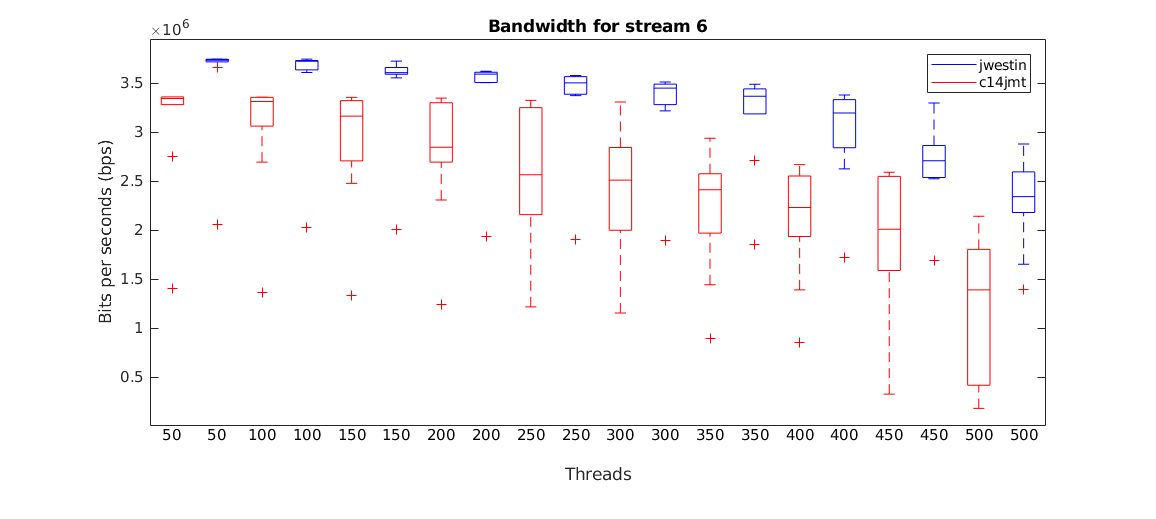 Bandwidth for stream 6
×10^6
jwestin
c14jmt
3.5
3
2.5
2
1.5
1
0.5
Bits per seconds (bps)
50 50 100 100 150 150 200 200 250 250 300 300 350 350 400 400 450 450 500 500
Threads